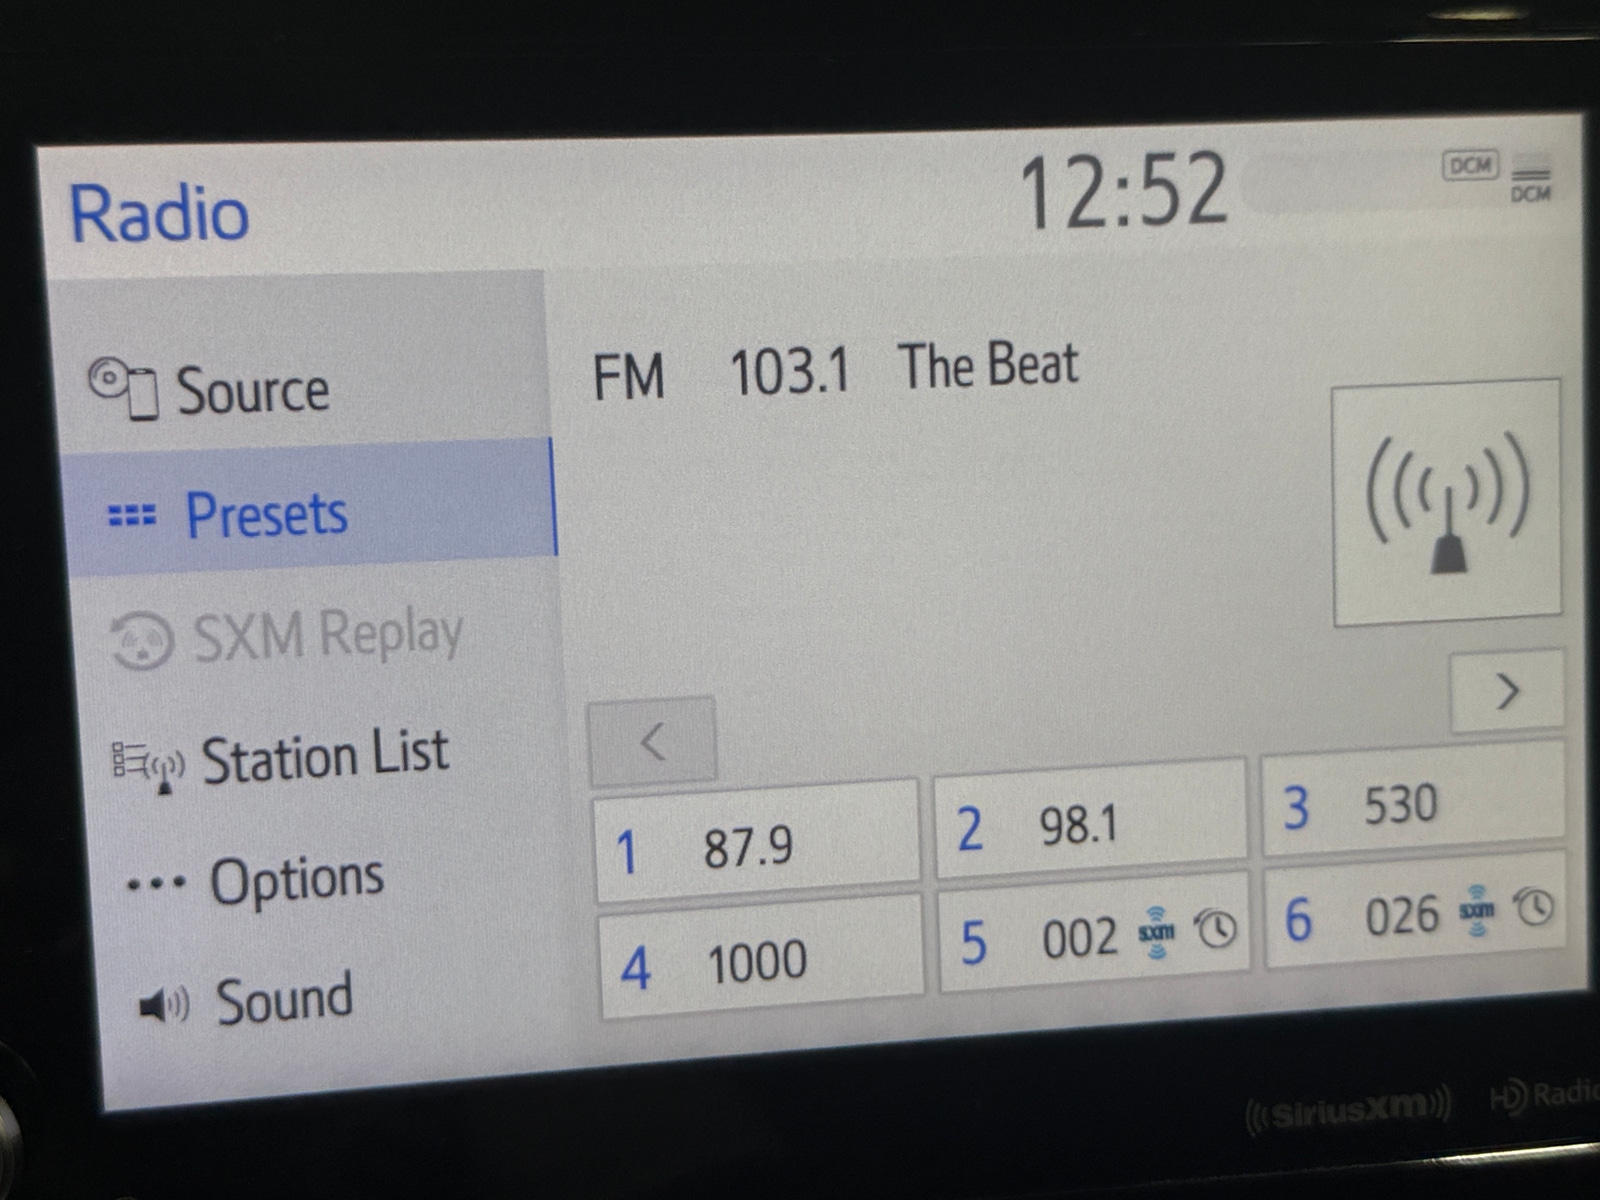 Radio
12:52
DCM
DCM
Source
Presets
SXM Replay
Station List
Options
Sound
FM 103.1 The Beat
<
>
1 87.9
2 98.1
3 530
4 1000
5 002 sxm
6 026 sxm
((SiriusXM))
HD Radio